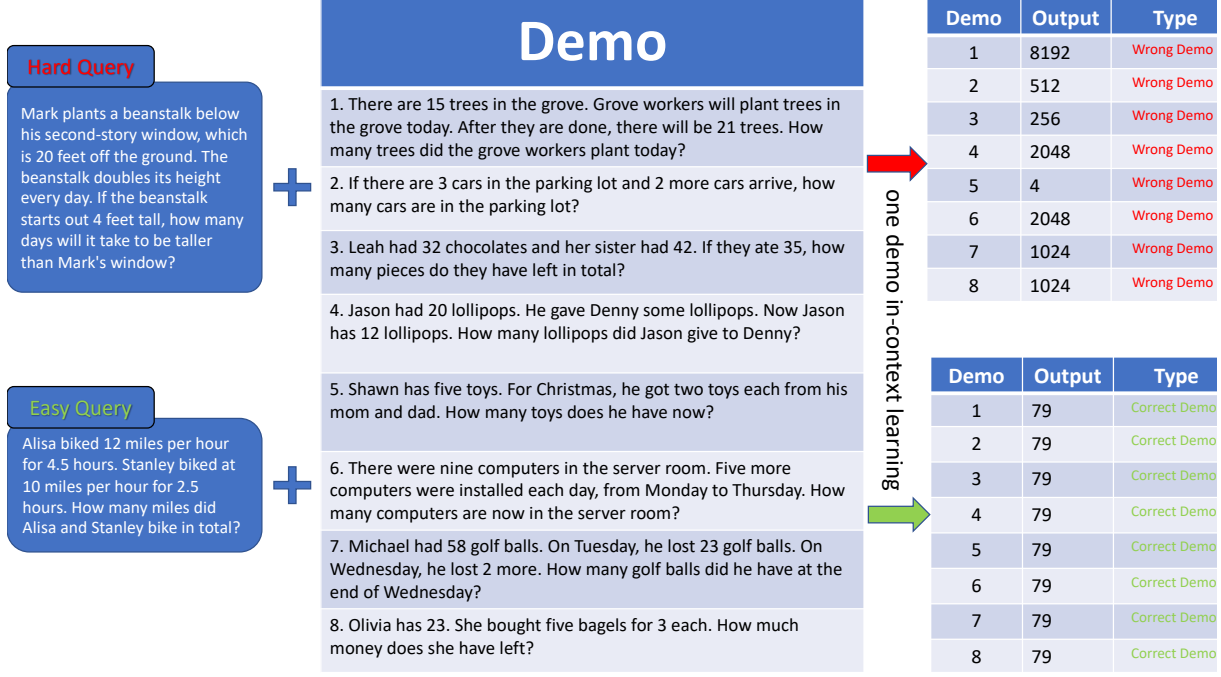 Hard Query
Mark plants a beanstalk below
his second-story window, which
is 20 feet off the ground. The
beanstalk doubles its height
every day. If the beanstalk
starts out 4 feet tall, how many
days will it take to be taller
than Mark's window?
Easy Query
Alisa biked 12 miles per hour
for 4.5 hours. Stanley biked at
10 miles per hour for 2.5
hours. How many miles did
Alisa and Stanley bike in total?
Demo
1. There are 15 trees in the grove. Grove workers will plant trees in
the grove today. After they are done, there will be 21 trees. How
many trees did the grove workers plant today?
2. If there are 3 cars in the parking lot and 2 more cars arrive, how
many cars are in the parking lot?
3. Leah had 32 chocolates and her sister had 42. If they ate 35, how
many pieces do they have left in total?
4. Jason had 20 lollipops. He gave Denny some lollipops. Now Jason
has 12 lollipops. How many lollipops did Jason give to Denny?
5. Shawn has five toys. For Christmas, he got two toys each from his
mom and dad. How many toys does he have now?
6. There were nine computers in the server room. Five more
computers were installed each day, from Monday to Thursday. How
many computers are now in the server room?
7. Michael had 58 golf balls. On Tuesday, he lost 23 golf balls. On
Wednesday, he lost 2 more. How many golf balls did he have at the
end of Wednesday?
8. Olivia has 23. She bought five bagels for 3 each. How much
money does she have left?
one demo in-context learning
Demo Output Type
1 8192 Wrong Demo
2 512 Wrong Demo
3 256 Wrong Demo
4 2048 Wrong Demo
5 4 Wrong Demo
6 2048 Wrong Demo
7 1024 Wrong Demo
8 1024 Wrong Demo
Demo Output Type
1 79 Correct Demo
2 79 Correct Demo
3 79 Correct Demo
4 79 Correct Demo
5 79 Correct Demo
6 79 Correct Demo
7 79 Correct Demo
8 79 Correct Demo